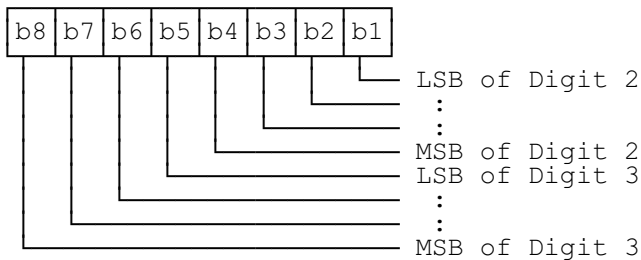 b8 b7 b6 b5 b4 b3 b2 b1
LSB of Digit 2
:
:
MSB of Digit 2
LSB of Digit 3
:
:
MSB of Digit 3